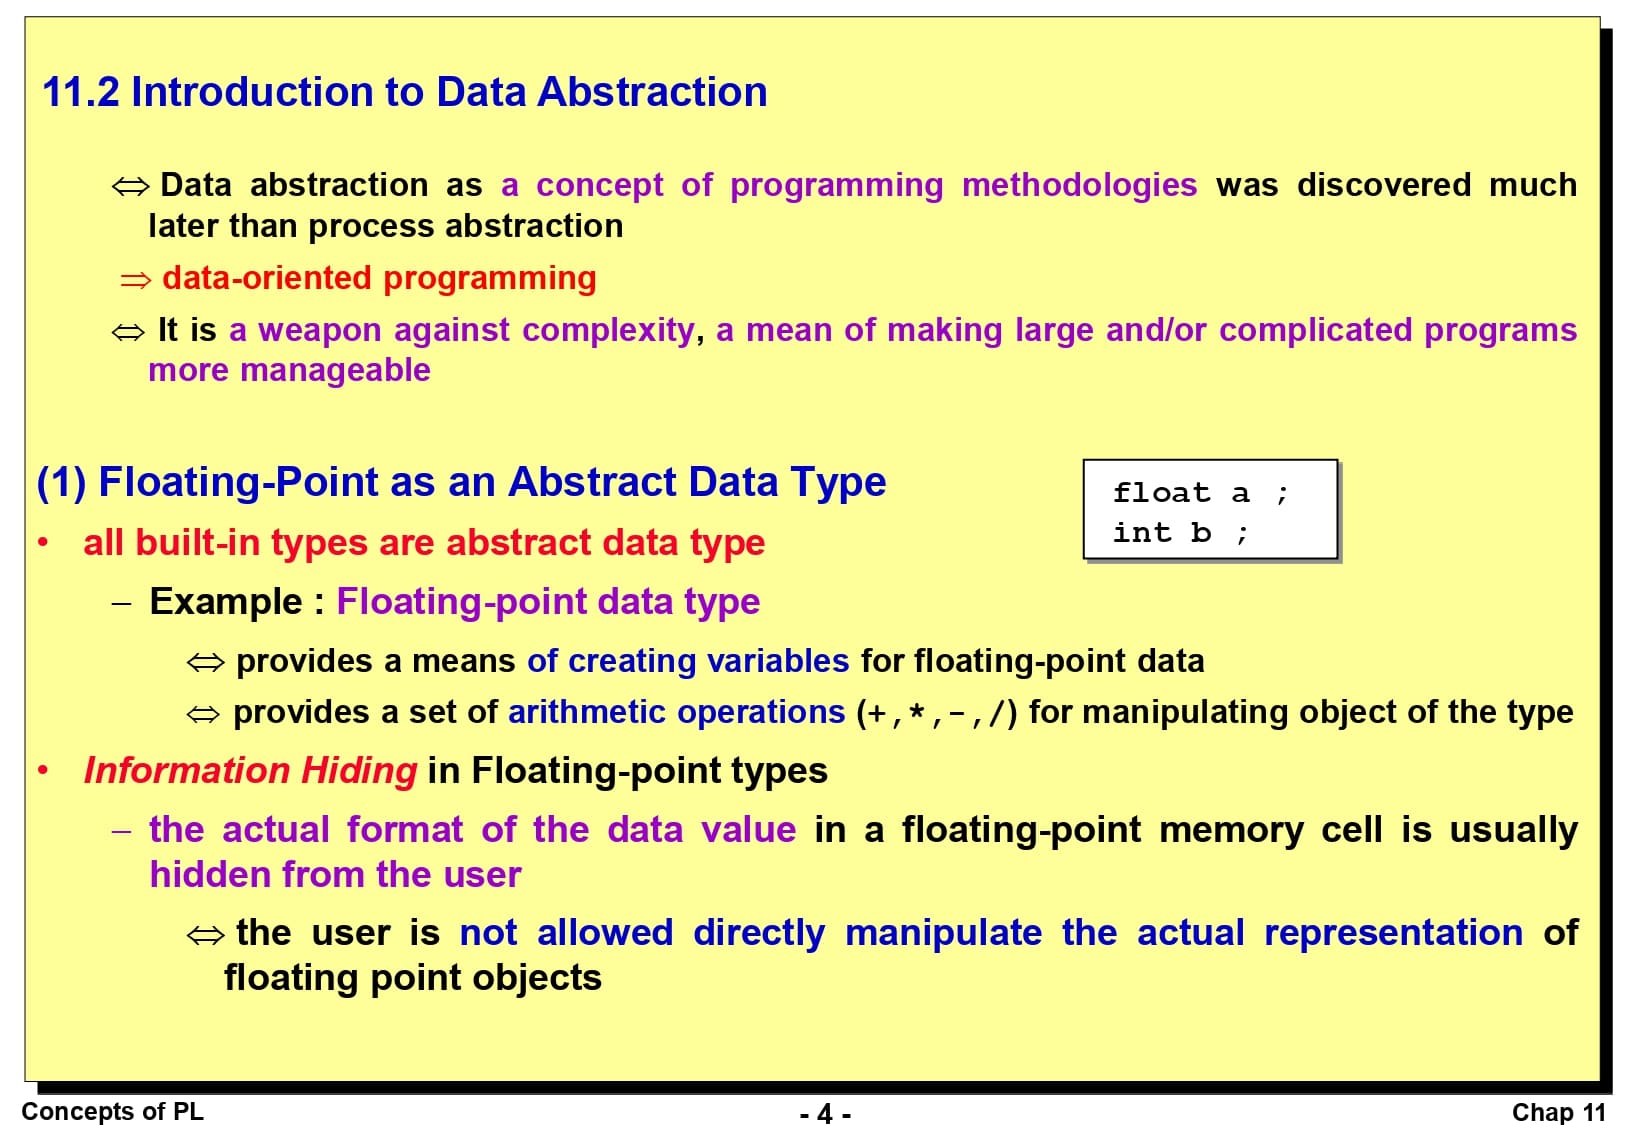 11.2 Introduction to Data Abstraction
⇔ Data abstraction as a concept of programming methodologies was discovered much
later than process abstraction
⇒ data-oriented programming
⇔ It is a weapon against complexity, a mean of making large and/or complicated programs
more manageable
(1) Floating-Point as an Abstract Data Type
float a ;
int b ;
• all built-in types are abstract data type
– Example : Floating-point data type
⇔ provides a means of creating variables for floating-point data
⇔ provides a set of arithmetic operations (+,*,-,/) for manipulating object of the type
• Information Hiding in Floating-point types
– the actual format of the data value in a floating-point memory cell is usually
hidden from the user
⇔ the user is not allowed directly manipulate the actual representation of
floating point objects
Concepts of PL
- 4 -
Chap 11